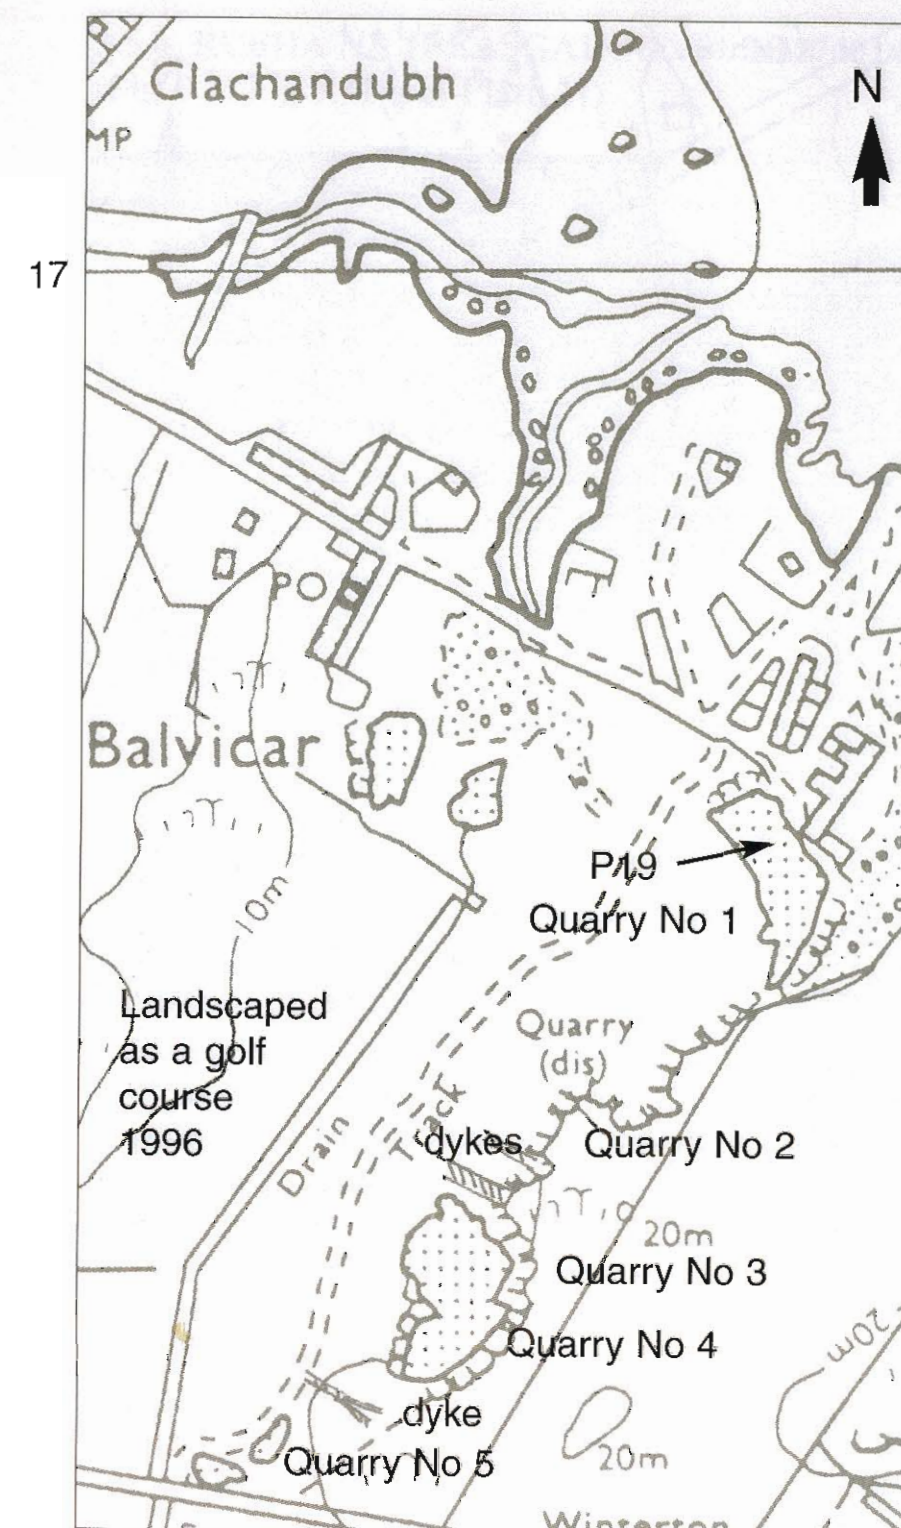 Clachandubh
N
MP
17
P
Balvicar
P19
Quarry No 1
10m
Landscaped
as a golf
course
1996
Quarry
(dis)
Drain
Track
dykes
Quarry No 2
20m
Quarry No 3
Quarry No 4
20m
dyke
Quarry No 5
20m
Winterton